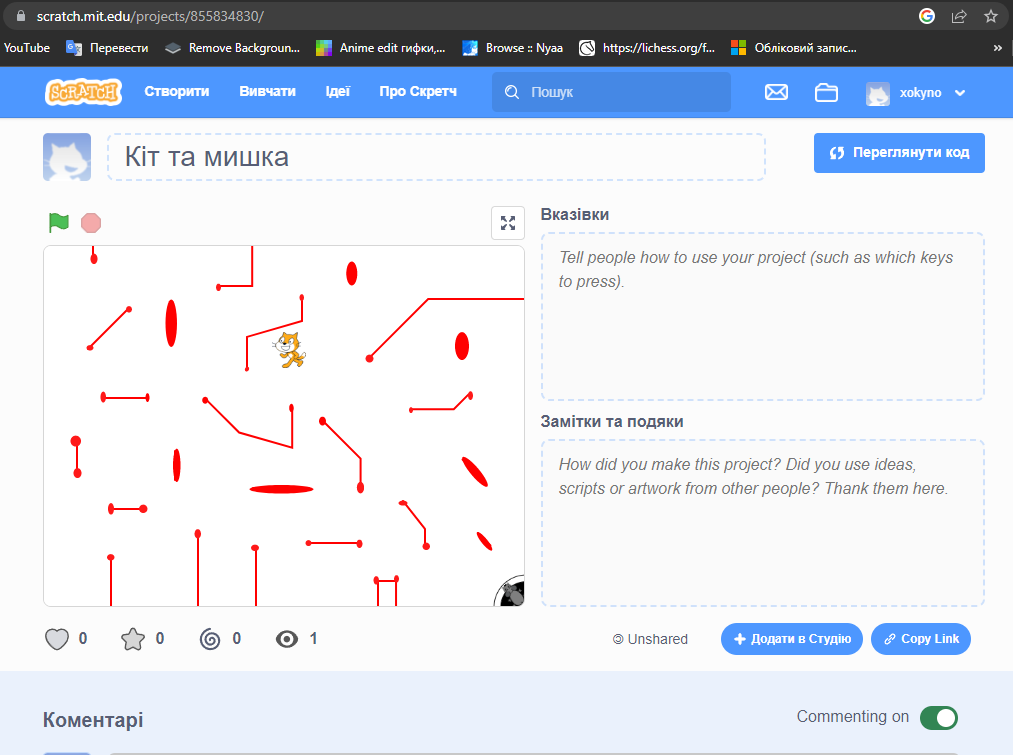 scratch.mit.edu/projects/855834830/
YouTube Перевести Remove Backgroun... Anime edit гифки,... Browse :: Nyaa https://lichess.org/f... Обліковий запис... »
SCRATCH Створити Вивчати Ідеї Про Скретч Пошук xokyno
Кіт та мишка Переглянути код
Вказівки
Tell people how to use your project (such as which keys
to press).
Замітки та подяки
How did you make this project? Did you use ideas,
scripts or artwork from other people? Thank them here.
0 0 0 1 Unshared Додати в Студію Copy Link
Коментарі Commenting on